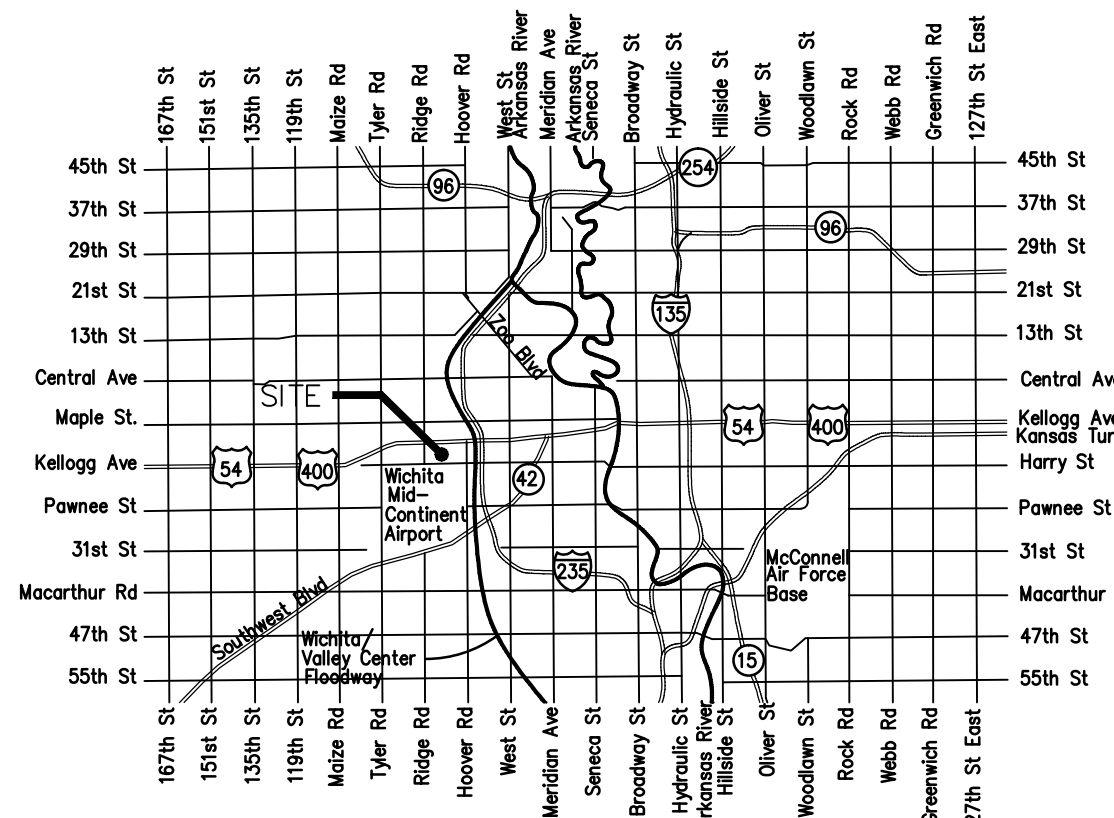 167th St
151st St
135th St
119th St
Maize Rd
Tyler Rd
Ridge Rd
Hoover Rd
West St
Arkansas River
Meridian Ave
Arkansas River
Seneca St
Broadway St
Hydraulic St
Hillside St
Oliver St
Woodlawn St
Rock Rd
Webb Rd
Greenwich Rd
127th St East
45th St
96
254
45th St
37th St
37th St
96
29th St
29th St
21st St
21st St
135
13th St
Zoo Blvd
13th St
Central Ave
SITE
Central Ave
Maple St.
54
400
Kellogg Ave
Kansas Tur
Kellogg Ave
54
400
Harry St
Wichita
Mid-
Continent
Airport
42
Pawnee St
Pawnee St
31st St
31st St
McConnell
Air Force
Base
235
Macarthur Rd
Macarthur
Southwest Blvd
47th St
47th St
Wichita/
Valley Center
Floodway
15
55th St
55th St
167th St
151st St
135th St
119th St
Maize Rd
Tyler Rd
Ridge Rd
Hoover Rd
West St
Meridian Ave
Seneca St
Broadway St
Hydraulic St
rkansas River
Hillside St
Oliver St
Woodlawn St
Rock Rd
Webb Rd
Greenwich Rd
27th St East